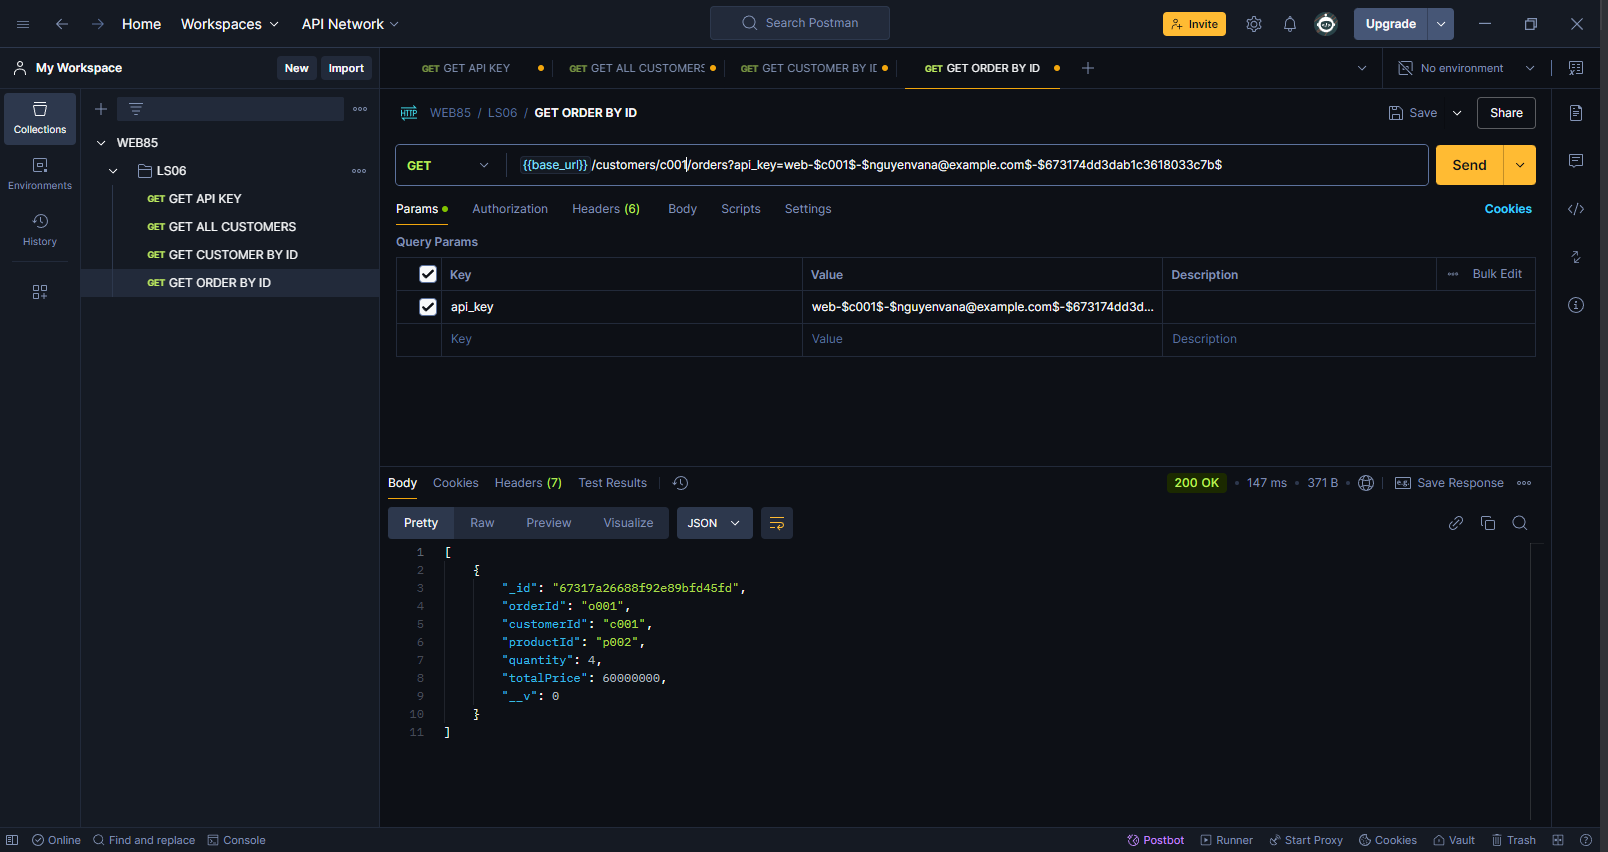 Home
Workspaces
API Network
Search Postman
Invite
Upgrade
My Workspace
New
Import
GET GET API KEY
GET GET ALL CUSTOMERS
GET GET CUSTOMER BY ID
GET GET ORDER BY ID
No environment
Collections
Environments
History
WEB85
LS06
GET GET API KEY
GET GET ALL CUSTOMERS
GET GET CUSTOMER BY ID
GET GET ORDER BY ID
HTTP WEB85 / LS06 / GET ORDER BY ID
Save
Share
GET
{{base_url}} /customers/c001/orders?api_key=web-$c001$-$nguyenvana@example.com$-$673174dd3dab1c3618033c7b$
Send
Params
Authorization
Headers (6)
Body
Scripts
Settings
Cookies
Query Params
Key
Value
Description
Bulk Edit
api_key
web-$c001$-$nguyenvana@example.com$-$673174dd3d...
Key
Value
Description
Body
Cookies
Headers (7)
Test Results
200 OK
147 ms
371 B
e.g.
Save Response
Pretty
Raw
Preview
Visualize
JSON
1 [
2 {
3 "_id": "67317a26688f92e89bfd45fd",
4 "orderId": "o001",
5 "customerId": "c001",
6 "productId": "p002",
7 "quantity": 4,
8 "totalPrice": 60000000,
9 "__v": 0
10 }
11 ]
Online
Find and replace
Console
Postbot
Runner
Start Proxy
Cookies
Vault
Trash